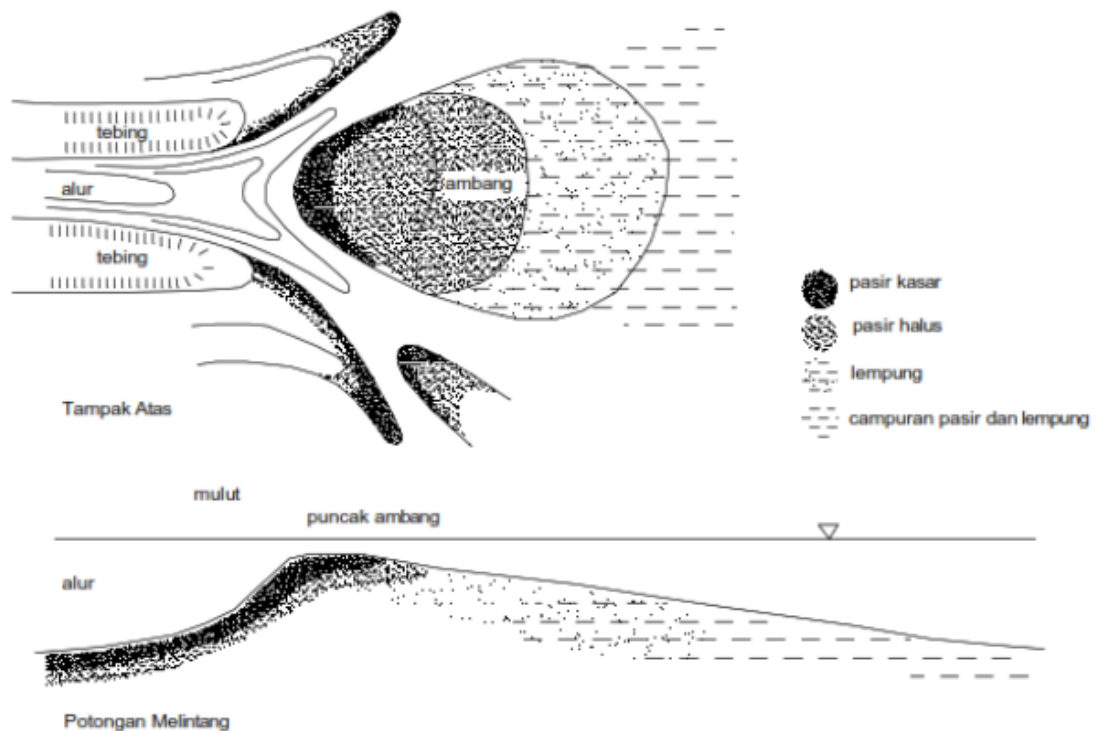 tebing
alur
ambang
tebing
pasir kasar
pasir halus
lempung
campuran pasir dan lempung
Tampak Atas
mulut
puncak ambang
alur
Potongan Melintang